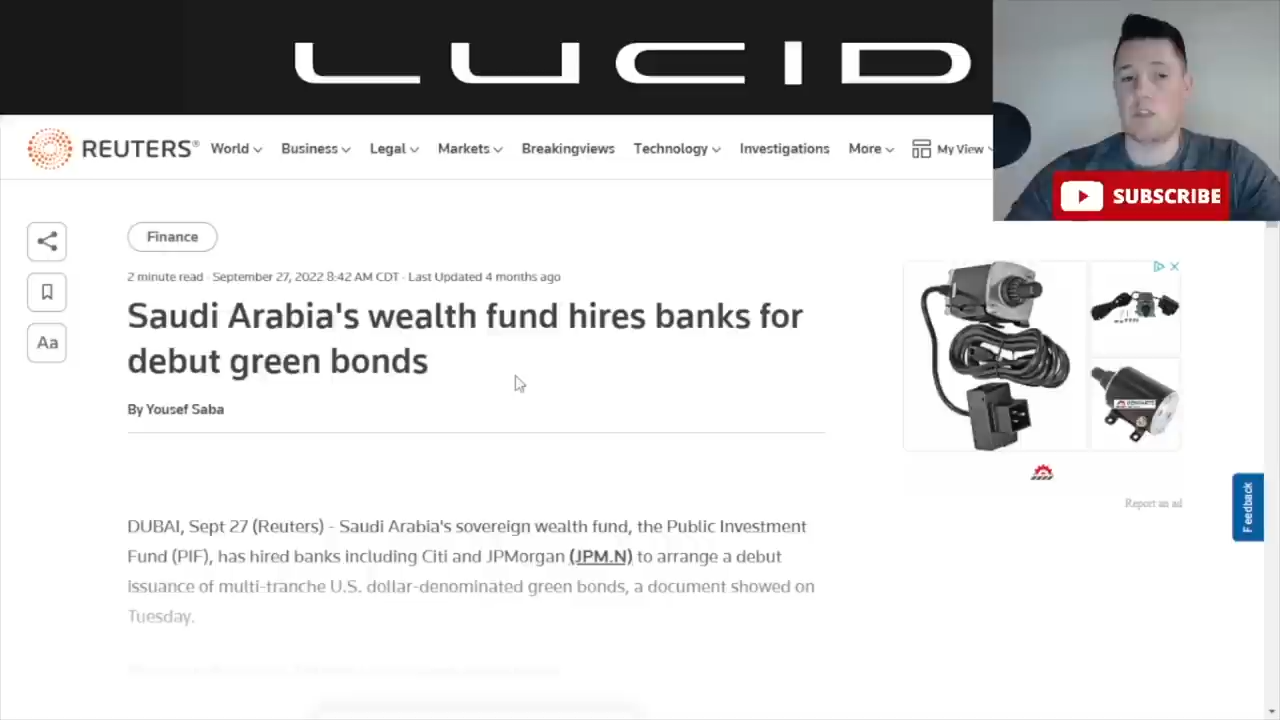 LUCID
REUTERS®
World
Business
Legal
Markets
Breakingviews
Technology
Investigations
More
My View
SUBSCRIBE
Finance
2 minute read · September 27, 2022 8:42 AM CDT · Last Updated 4 months ago
Saudi Arabia's wealth fund hires banks for
debut green bonds
By Yousef Saba
Aa
Report an ad
Feedback
DUBAI, Sept 27 (Reuters) - Saudi Arabia's sovereign wealth fund, the Public Investment
Fund (PIF), has hired banks including Citi and JPMorgan (JPM.N) to arrange a debut
issuance of multi-tranche U.S. dollar-denominated green bonds, a document showed on
Tuesday.